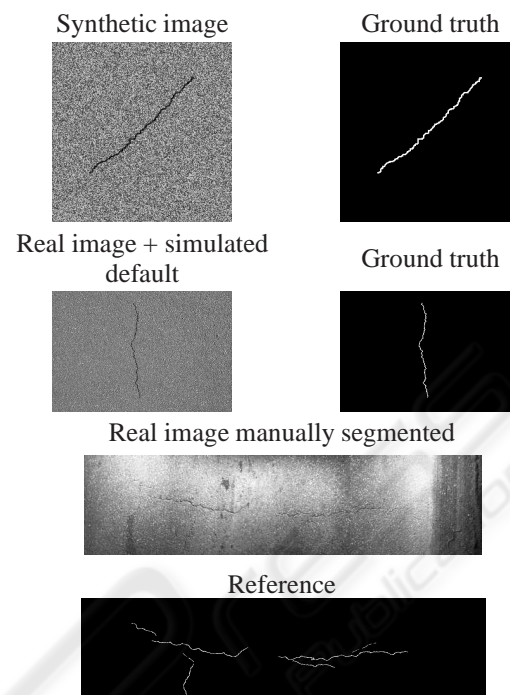 Synthetic image
Ground truth
Real image + simulated
default
Ground truth
Real image manually segmented
Reference